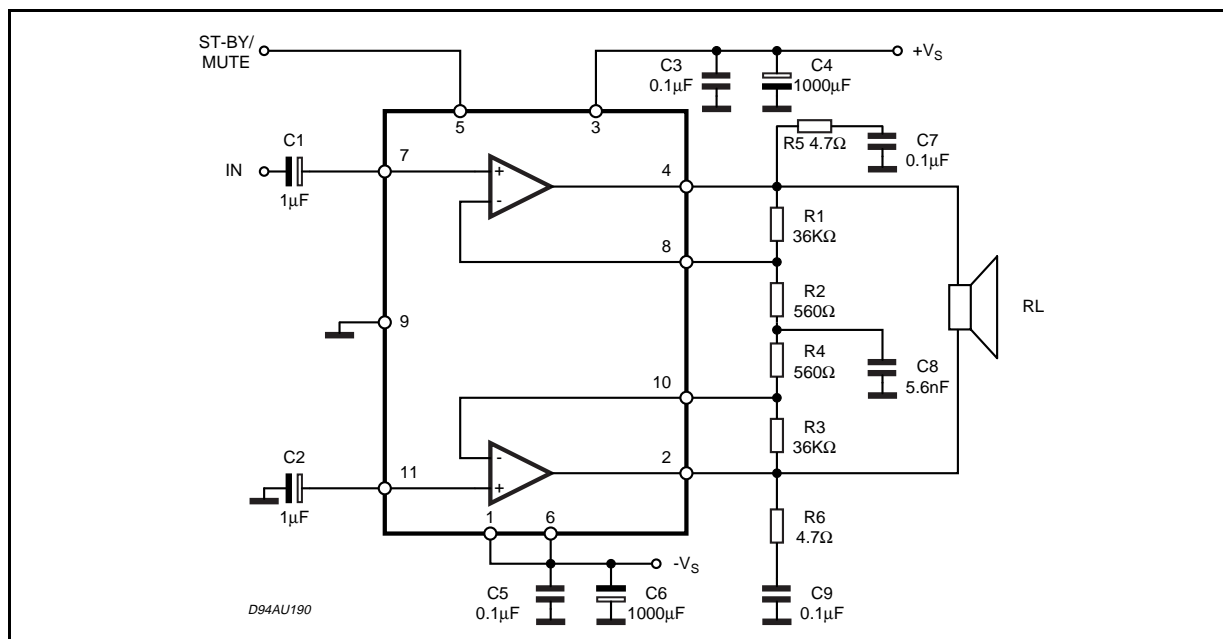 ST-BY/
MUTE
5
3
C3
0.1µF
C4
1000µF
+VS
R5 4.7Ω
C7
0.1µF
IN
C1
1µF
7
+
-
4
8
R1
36KΩ
R2
560Ω
RL
9
R4
560Ω
C8
5.6nF
10
R3
36KΩ
C2
1µF
11
-
+
2
1
6
R6
4.7Ω
-VS
C5
0.1µF
C6
1000µF
C9
0.1µF
D94AU190